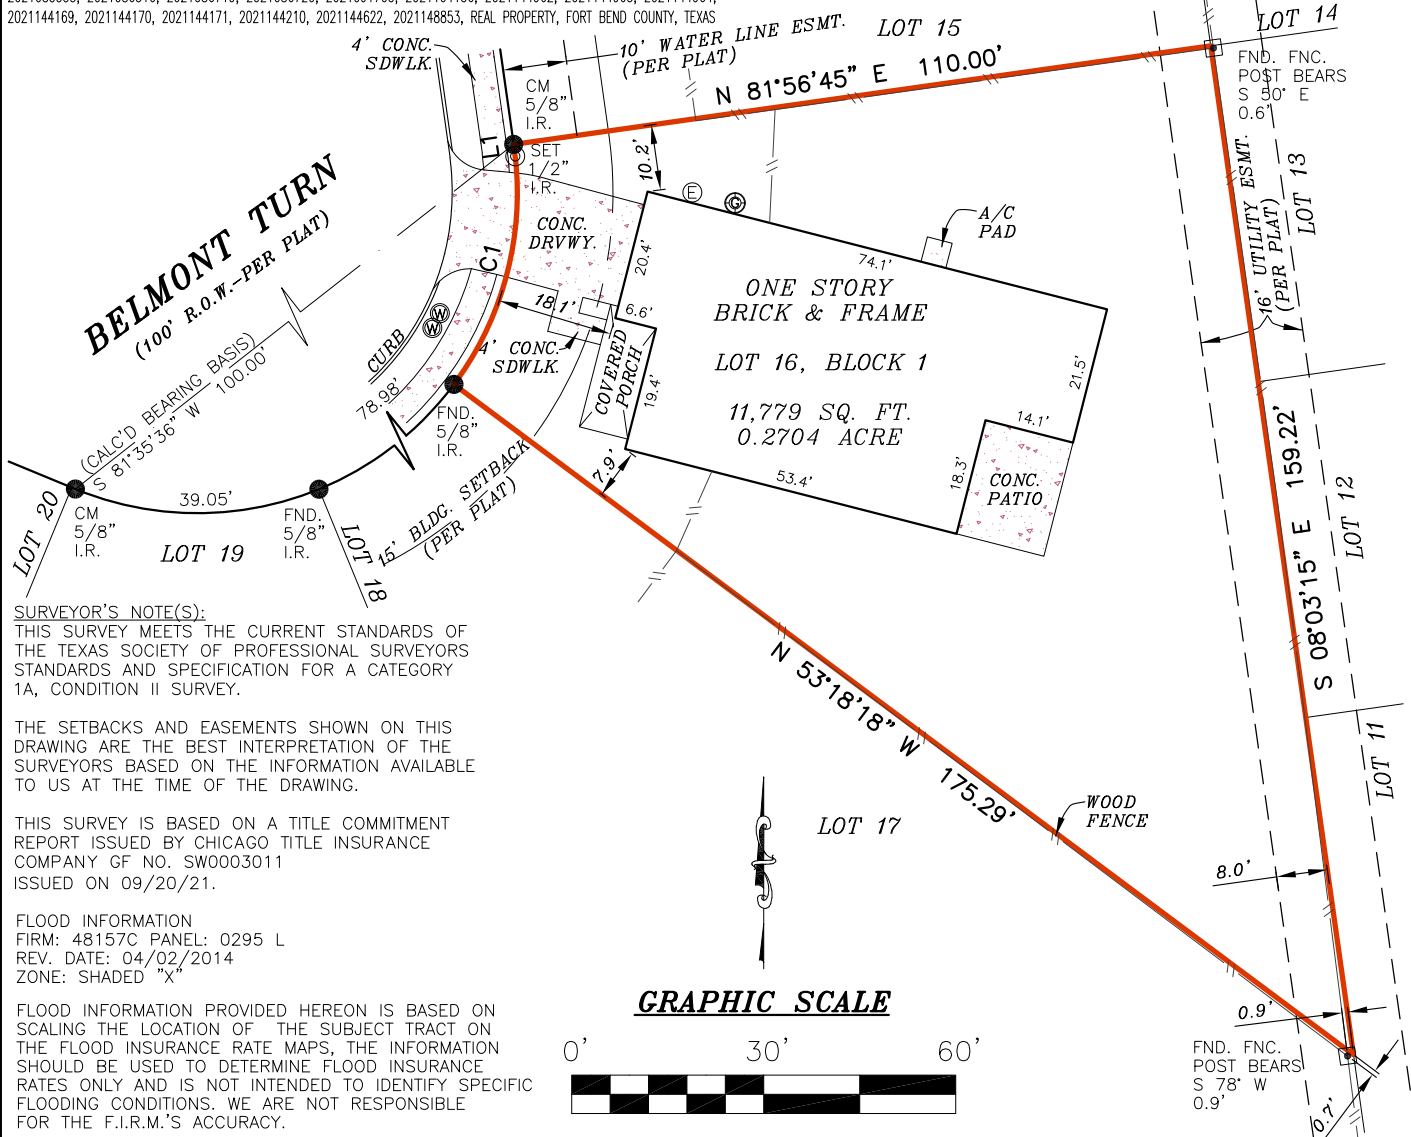 2021144169, 2021144170, 2021144171, 2021144210, 2021144622, 2021148853, REAL PROPERTY, FORT BEND COUNTY, TEXAS
4' CONC.
SDWLK.
10' WATER LINE ESMT.
(PER PLAT)
LOT 15
LOT 14
N 81°56'45" E 110.00'
FND. FNC.
POST BEARS
S 50° E
0.6'
CM
5/8"
I.R.
L1
SET
1/2"
I.R.
10.2'
E
G
BELMONT TURN
(100' R.O.W.-PER PLAT)
CONC.
DRVWY.
C1
A/C
PAD
16' UTILITY ESMT.
(PER PLAT)
LOT 13
20.4'
74.1'
18.1'
6.6'
ONE STORY
BRICK & FRAME
LOT 16, BLOCK 1
11,779 SQ. FT.
0.2704 ACRE
W
W
CURB
4' CONC.
SDWLK.
COVERED
PORCH
19.4'
21.5'
14.1'
78.98'
(CALC'D BEARING BASIS)
S 81°35'36" W 100.00'
FND.
5/8"
I.R.
7.9'
53.4'
18.3'
CONC.
PATIO
15' BLDG. SETBACK
(PER PLAT)
S 08°03'15" E 159.22'
LOT 12
LOT 20
CM
5/8"
I.R.
39.05'
LOT 19
FND.
5/8"
I.R.
LOT 18
SURVEYOR'S NOTE(S):
THIS SURVEY MEETS THE CURRENT STANDARDS OF
THE TEXAS SOCIETY OF PROFESSIONAL SURVEYORS
STANDARDS AND SPECIFICATION FOR A CATEGORY
1A, CONDITION II SURVEY.
THE SETBACKS AND EASEMENTS SHOWN ON THIS
DRAWING ARE THE BEST INTERPRETATION OF THE
SURVEYORS BASED ON THE INFORMATION AVAILABLE
TO US AT THE TIME OF THE DRAWING.
THIS SURVEY IS BASED ON A TITLE COMMITMENT
REPORT ISSUED BY CHICAGO TITLE INSURANCE
COMPANY GF NO. SW0003011
ISSUED ON 09/20/21.
FLOOD INFORMATION
FIRM: 48157C PANEL: 0295 L
REV. DATE: 04/02/2014
ZONE: SHADED "X"
FLOOD INFORMATION PROVIDED HEREON IS BASED ON
SCALING THE LOCATION OF THE SUBJECT TRACT ON
THE FLOOD INSURANCE RATE MAPS, THE INFORMATION
SHOULD BE USED TO DETERMINE FLOOD INSURANCE
RATES ONLY AND IS NOT INTENDED TO IDENTIFY SPECIFIC
FLOODING CONDITIONS. WE ARE NOT RESPONSIBLE
FOR THE F.I.R.M.'S ACCURACY.
N 53°18'18" W 175.29'
LOT 11
WOOD
FENCE
LOT 17
8.0'
0.9'
FND. FNC.
POST BEARS
S 78° W
0.9'
0.7'
GRAPHIC SCALE
0' 30' 60'